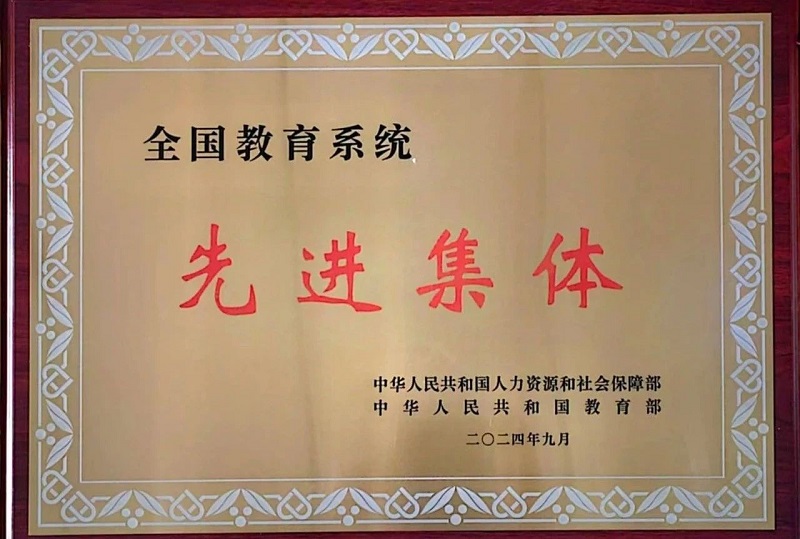 全国教育系统
先进集体
中华人民共和国人力资源和社会保障部
中华人民共和国教育部
二〇二四年九月